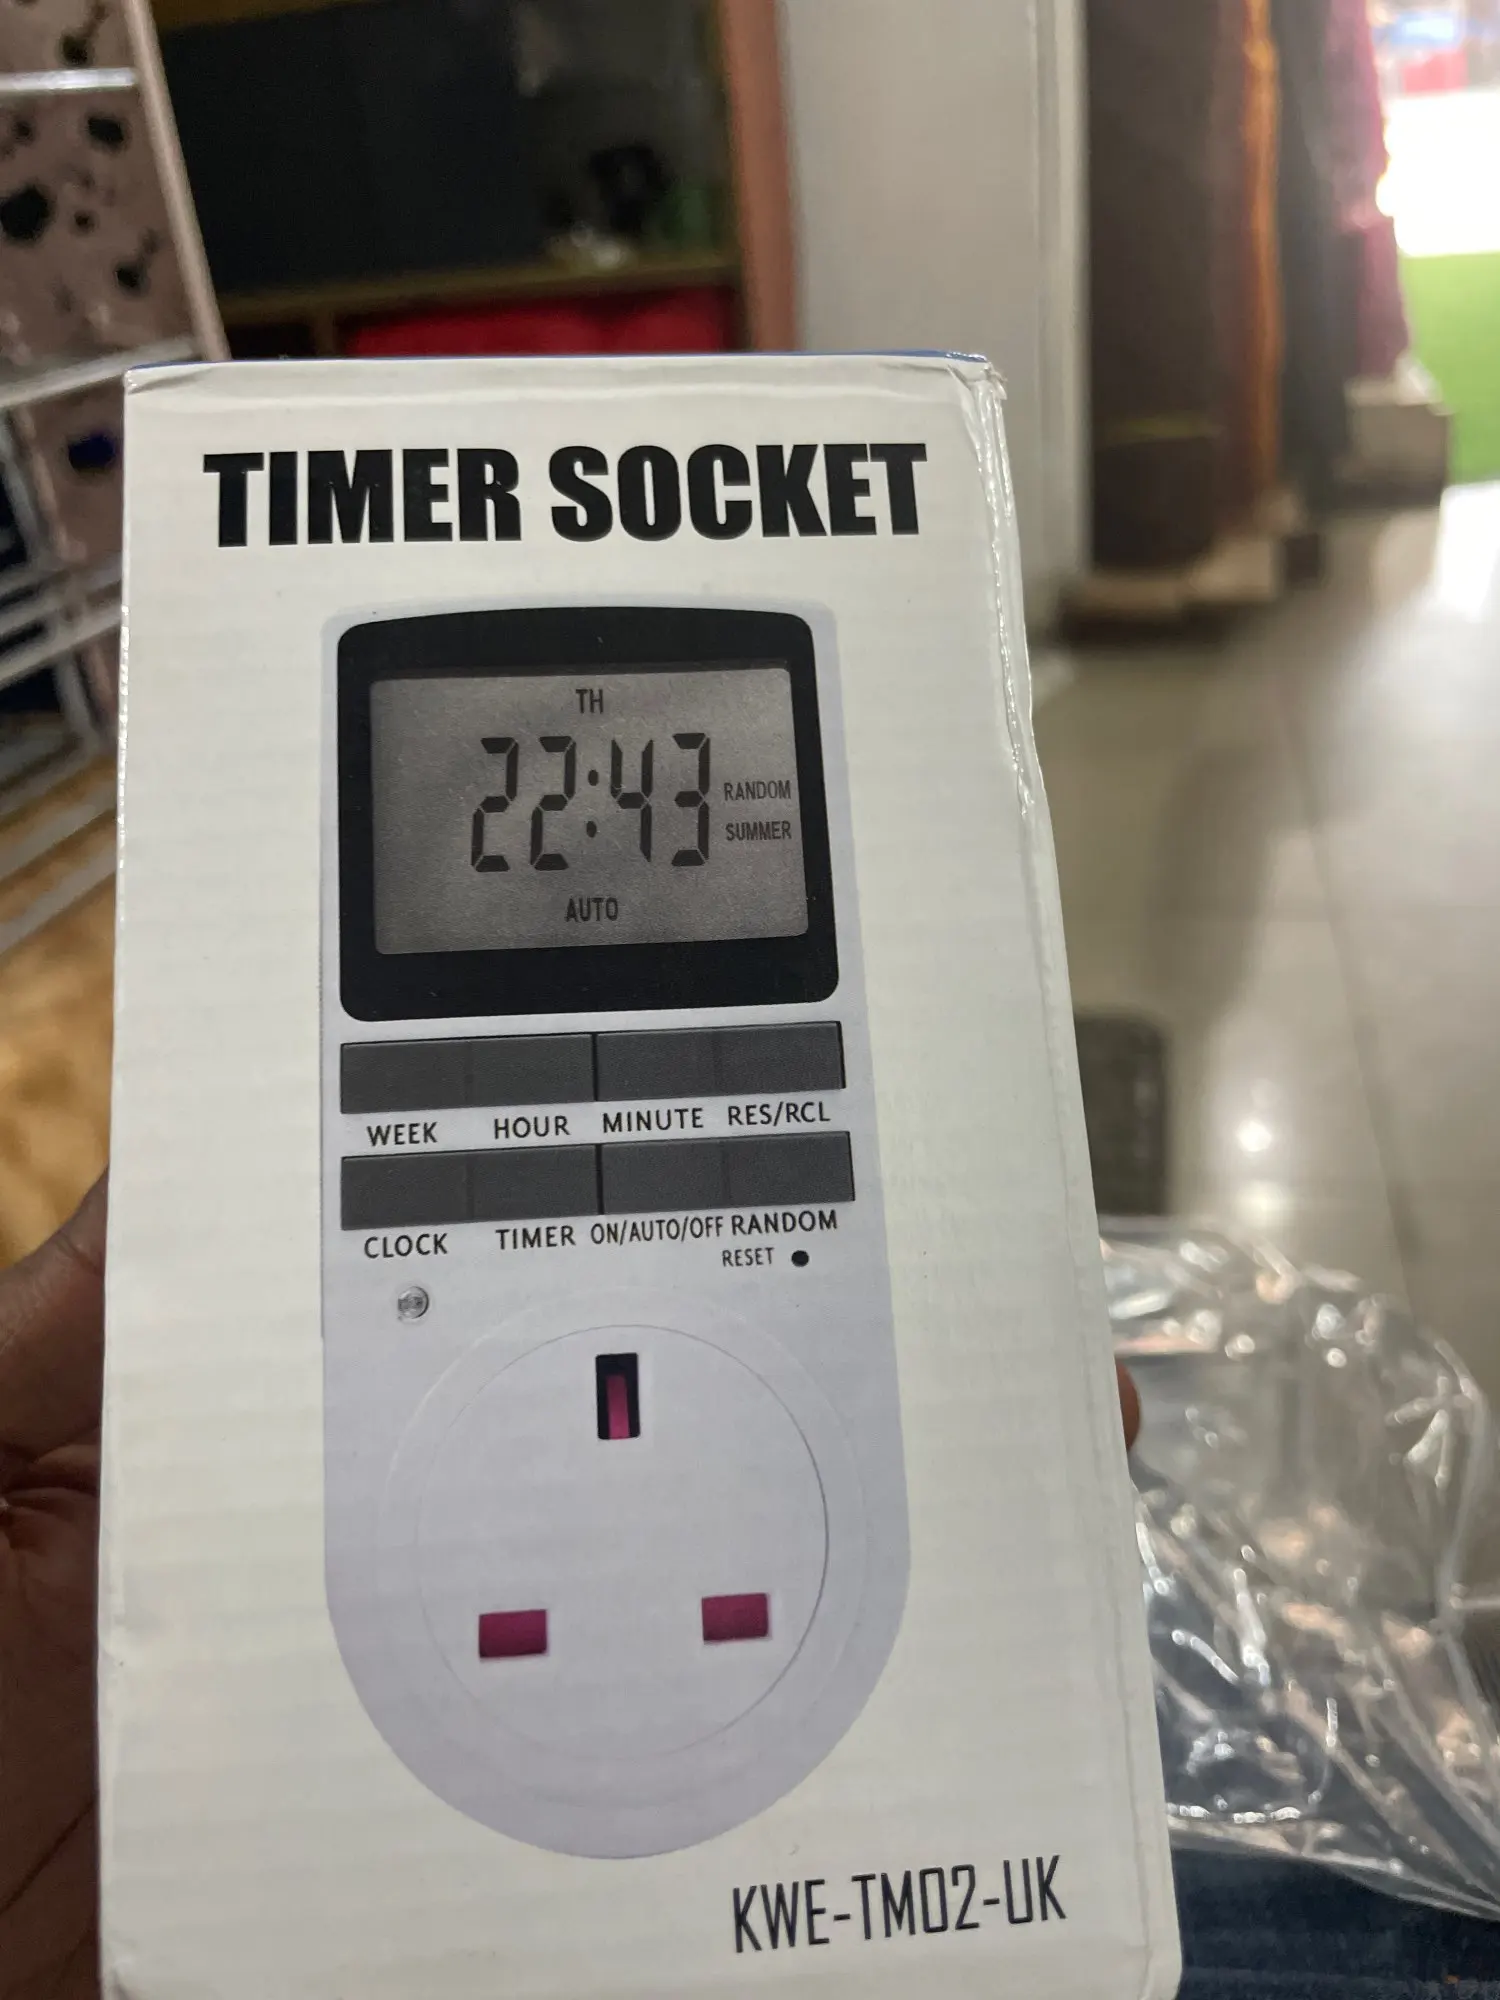 TIMER SOCKET
TH
22:43
RANDOM
SUMMER
AUTO
WEEK HOUR MINUTE RES/RCL
CLOCK TIMER ON/AUTO/OFF RANDOM
RESET
KWE-TM02-UK